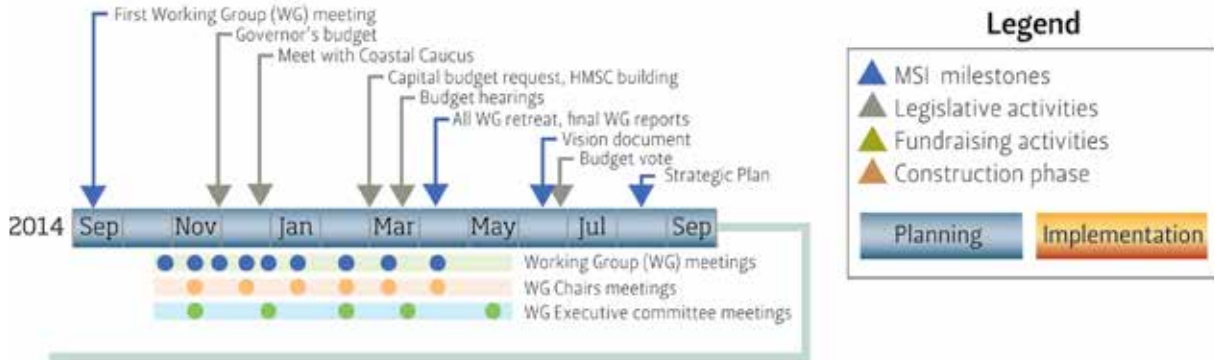 First Working Group (WG) meeting
Governor's budget
Meet with Coastal Caucus
Capital budget request, HMSC building
Budget hearings
All WG retreat, final WG reports
Vision document
Budget vote
Strategic Plan
2014 Sep Nov Jan Mar May Jul Sep
Working Group (WG) meetings
WG Chairs meetings
WG Executive committee meetings
Legend
MSI milestones
Legislative activities
Fundraising activities
Construction phase
Planning Implementation